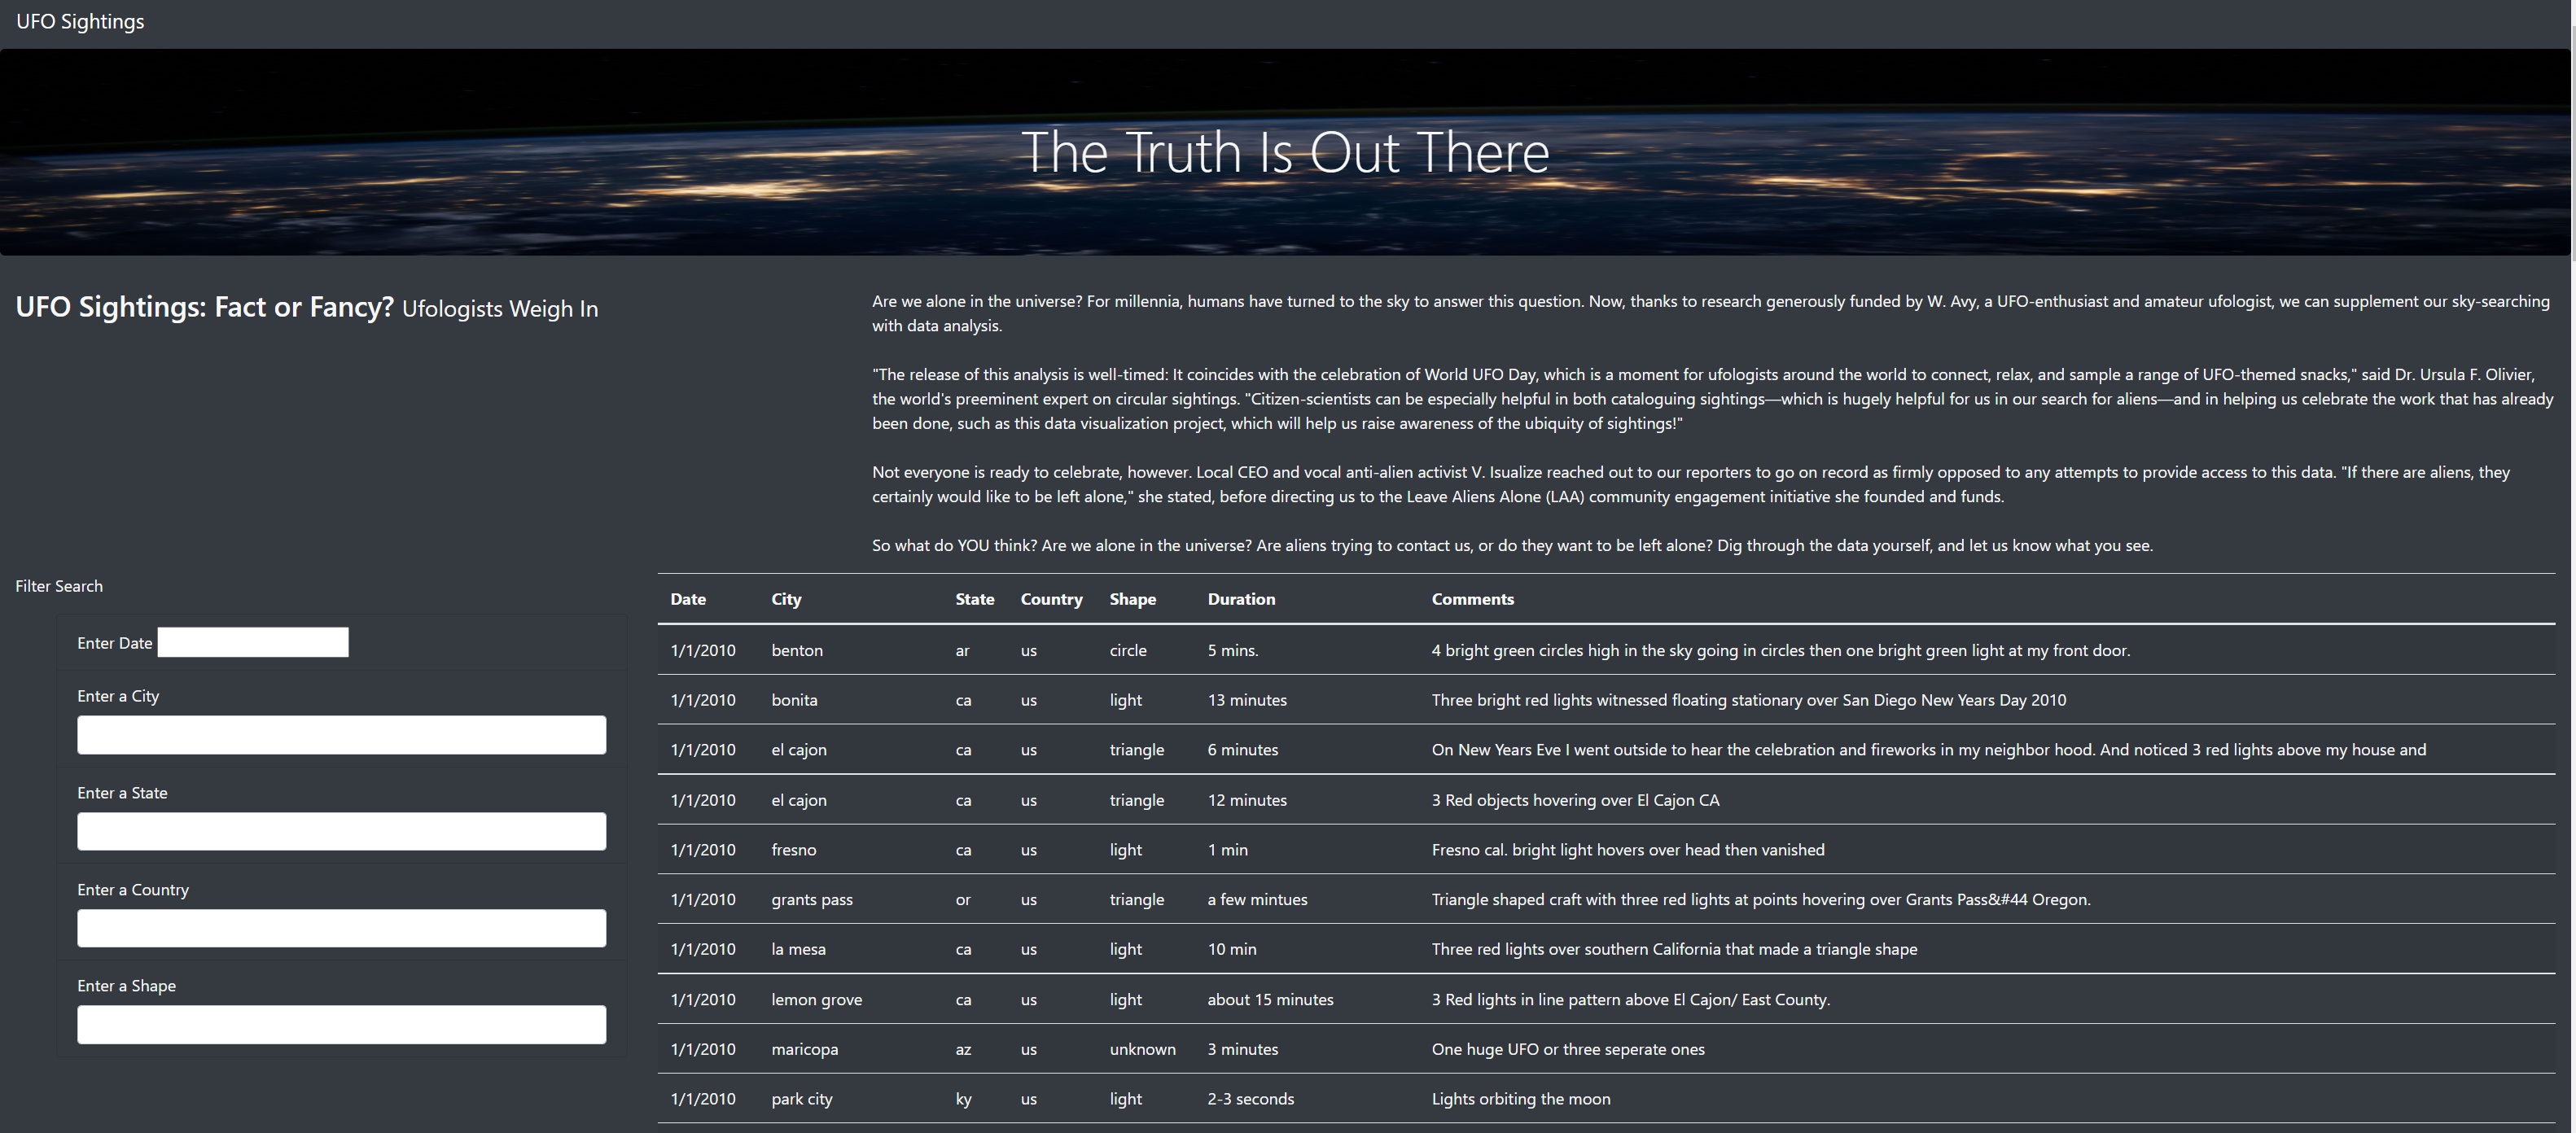 UFO Sightings
The Truth Is Out There
UFO Sightings: Fact or Fancy? Ufologists Weigh In
Are we alone in the universe? For millennia, humans have turned to the sky to answer this question. Now, thanks to research generously funded by W. Avy, a UFO-enthusiast and amateur ufologist, we can supplement our sky-searching
with data analysis.
"The release of this analysis is well-timed: It coincides with the celebration of World UFO Day, which is a moment for ufologists around the world to connect, relax, and sample a range of UFO-themed snacks," said Dr. Ursula F. Olivier,
the world's preeminent expert on circular sightings. "Citizen-scientists can be especially helpful in both cataloguing sightings—which is hugely helpful for us in our search for aliens—and in helping us celebrate the work that has already
been done, such as this data visualization project, which will help us raise awareness of the ubiquity of sightings!"
Not everyone is ready to celebrate, however. Local CEO and vocal anti-alien activist V. Isualize reached out to our reporters to go on record as firmly opposed to any attempts to provide access to this data. "If there are aliens, they
certainly would like to be left alone," she stated, before directing us to the Leave Aliens Alone (LAA) community engagement initiative she founded and funds.
So what do YOU think? Are we alone in the universe? Are aliens trying to contact us, or do they want to be left alone? Dig through the data yourself, and let us know what you see.
Filter Search
Enter Date
Enter a City
Enter a State
Enter a Country
Enter a Shape
Date City State Country Shape Duration Comments
1/1/2010 benton ar us circle 5 mins. 4 bright green circles high in the sky going in circles then one bright green light at my front door.
1/1/2010 bonita ca us light 13 minutes Three bright red lights witnessed floating stationary over San Diego New Years Day 2010
1/1/2010 el cajon ca us triangle 6 minutes On New Years Eve I went outside to hear the celebration and fireworks in my neighbor hood. And noticed 3 red lights above my house and
1/1/2010 el cajon ca us triangle 12 minutes 3 Red objects hovering over El Cajon CA
1/1/2010 fresno ca us light 1 min Fresno cal. bright light hovers over head then vanished
1/1/2010 grants pass or us triangle a few mintues Triangle shaped craft with three red lights at points hovering over Grants Pass&#44 Oregon.
1/1/2010 la mesa ca us light 10 min Three red lights over southern California that made a triangle shape
1/1/2010 lemon grove ca us light about 15 minutes 3 Red lights in line pattern above El Cajon/ East County.
1/1/2010 maricopa az us unknown 3 minutes One huge UFO or three seperate ones
1/1/2010 park city ky us light 2-3 seconds Lights orbiting the moon